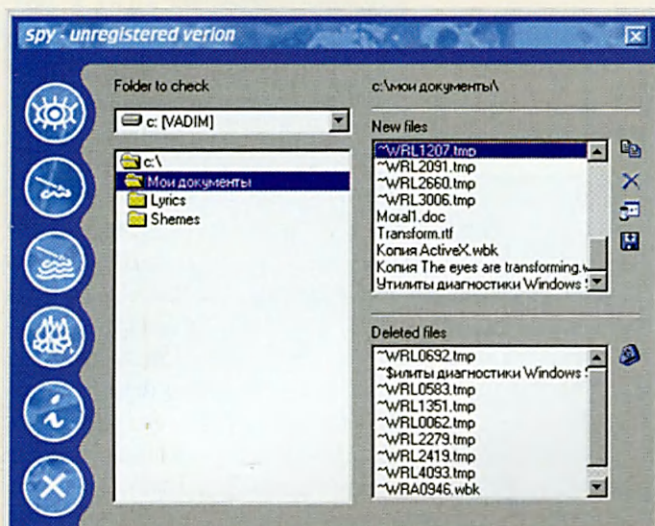 spy - unregistered verion
Folder to check
c: [VADIM]
c:\
Мои документы
Lyrics
Shemes
c:\мои документы\
New files
~WRL1207.tmp
~WRL2091.tmp
~WRL2660.tmp
~WRL3006.tmp
Moral1.doc
Transform.rtf
Копия ActiveX.wbk
Копия The eyes are transforming.
Утилиты диагностики Windows
Deleted files
~WRL0692.tmp
~$илиты диагностики Windows
~WRL0583.tmp
~WRL1351.tmp
~WRL0062.tmp
~WRL2279.tmp
~WRL2419.tmp
~WRL4093.tmp
~WRA0946.wbk